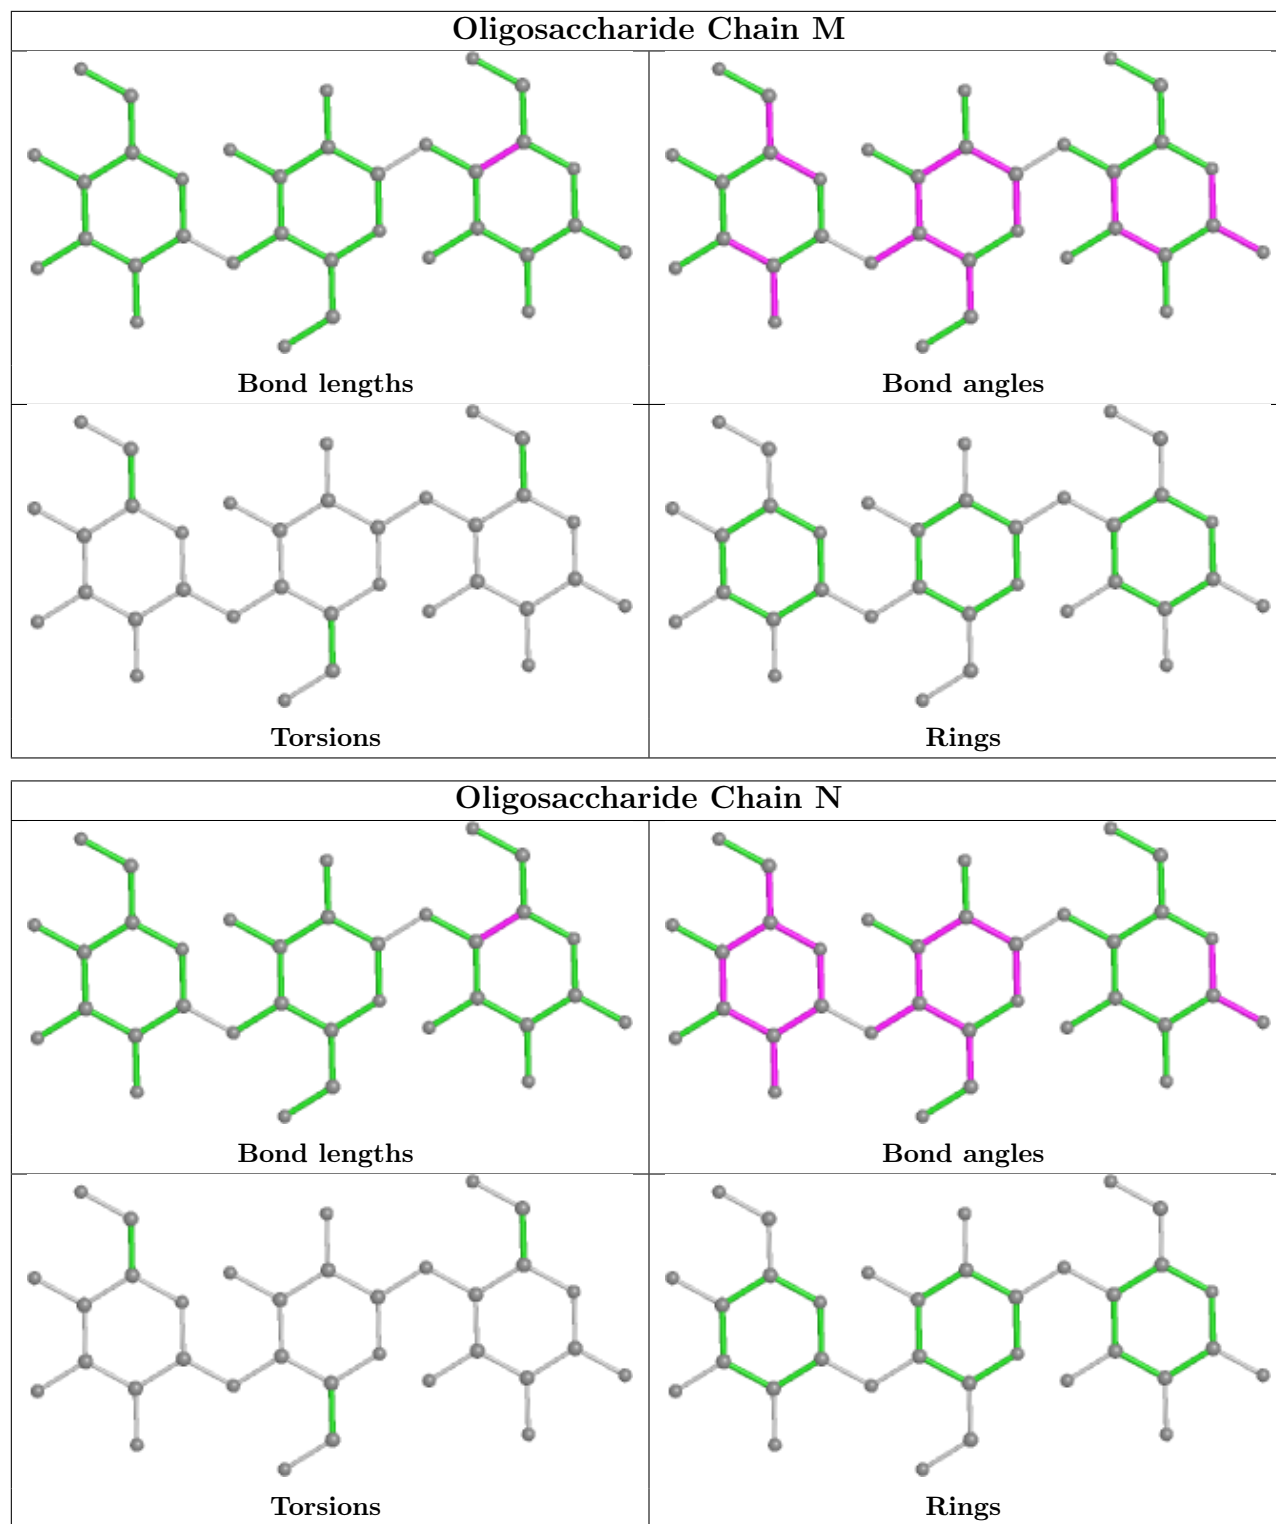 Oligosaccharide Chain M
Bond lengths
Bond angles
Torsions
Rings
Oligosaccharide Chain N
Bond lengths
Bond angles
Torsions
Rings